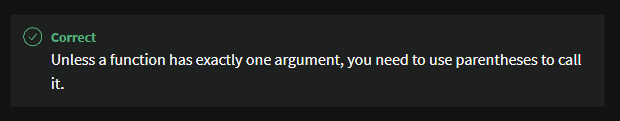 Correct
Unless a function has exactly one argument, you need to use parentheses to call
it.